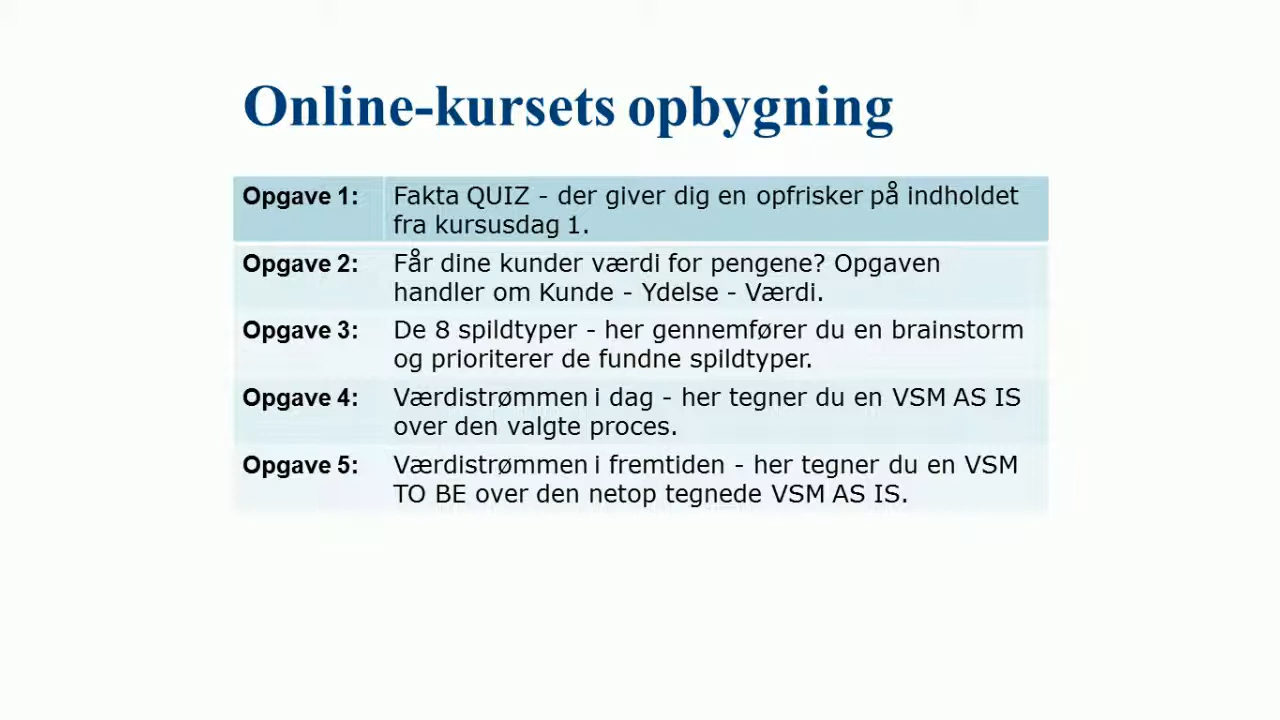 Online-kursets opbygning
Opgave 1: Fakta QUIZ - der giver dig en opfrisker på indholdet
fra kursusdag 1.
Opgave 2: Får dine kunder værdi for pengene? Opgaven
handler om Kunde - Ydelse - Værdi.
Opgave 3: De 8 spildtyper - her gennemfører du en brainstorm
og prioriterer de fundne spildtyper.
Opgave 4: Værdistrømmen i dag - her tegner du en VSM AS IS
over den valgte proces.
Opgave 5: Værdistrømmen i fremtiden - her tegner du en VSM
TO BE over den netop tegnede VSM AS IS.